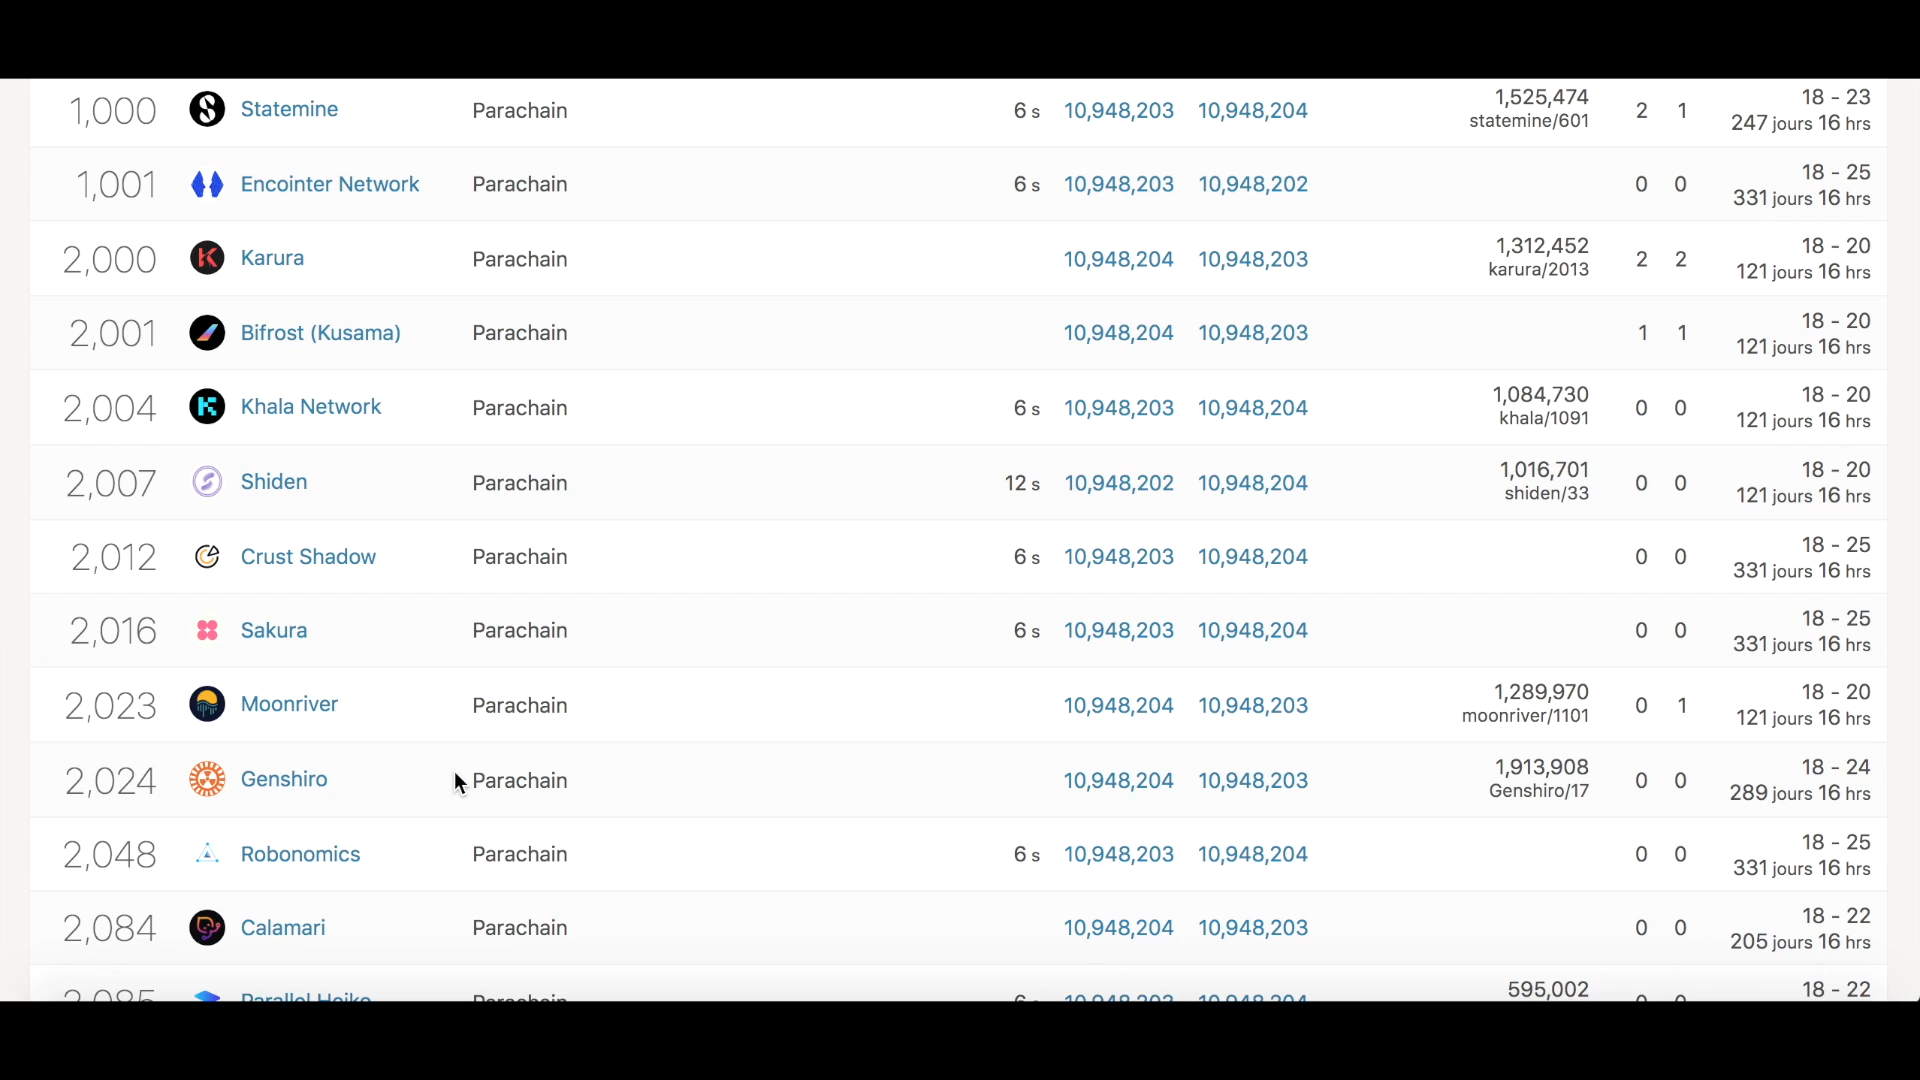 1,000 Statemine Parachain 6 s 10,948,203 10,948,204 1,525,474 2 1 18 - 23
statemine/601 247 jours 16 hrs
1,001 Encointer Network Parachain 6 s 10,948,203 10,948,202 0 0 18 - 25
331 jours 16 hrs
2,000 Karura Parachain 10,948,204 10,948,203 1,312,452 2 2 18 - 20
karura/2013 121 jours 16 hrs
2,001 Bifrost (Kusama) Parachain 10,948,204 10,948,203 1 1 18 - 20
121 jours 16 hrs
2,004 Khala Network Parachain 6 s 10,948,203 10,948,204 1,084,730 0 0 18 - 20
khala/1091 121 jours 16 hrs
2,007 Shiden Parachain 12 s 10,948,202 10,948,204 1,016,701 0 0 18 - 20
shiden/33 121 jours 16 hrs
2,012 Crust Shadow Parachain 6 s 10,948,203 10,948,204 0 0 18 - 25
331 jours 16 hrs
2,016 Sakura Parachain 6 s 10,948,203 10,948,204 0 0 18 - 25
331 jours 16 hrs
2,023 Moonriver Parachain 10,948,204 10,948,203 1,289,970 0 1 18 - 20
moonriver/1101 121 jours 16 hrs
2,024 Genshiro Parachain 10,948,204 10,948,203 1,913,908 0 0 18 - 24
Genshiro/17 289 jours 16 hrs
2,048 Robonomics Parachain 6 s 10,948,203 10,948,204 0 0 18 - 25
331 jours 16 hrs
2,084 Calamari Parachain 10,948,204 10,948,203 0 0 18 - 22
205 jours 16 hrs
2,085 Parallel Heiko Parachain 10,948,203 10,948,204 595,002 0 0 18 - 22